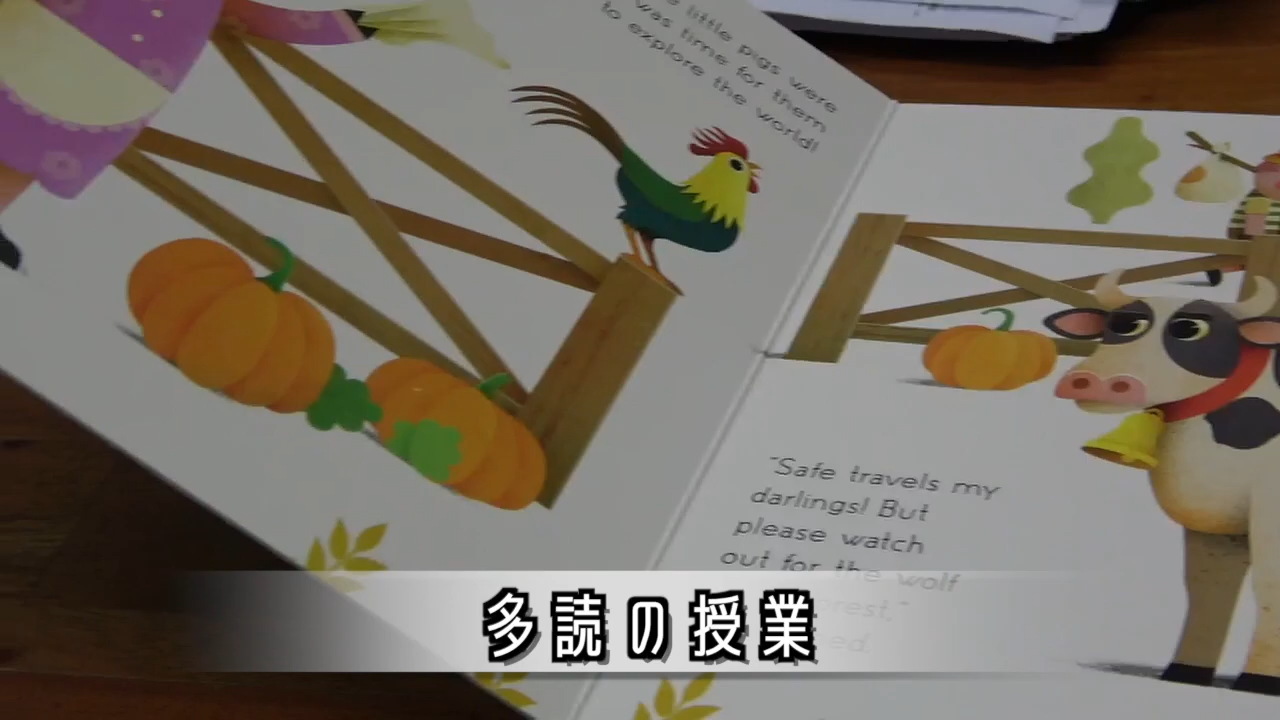 little pigs were
was time for them
to explore the world!
"Safe travels my
darlings! But
please watch
out for the wolf
多読の授業